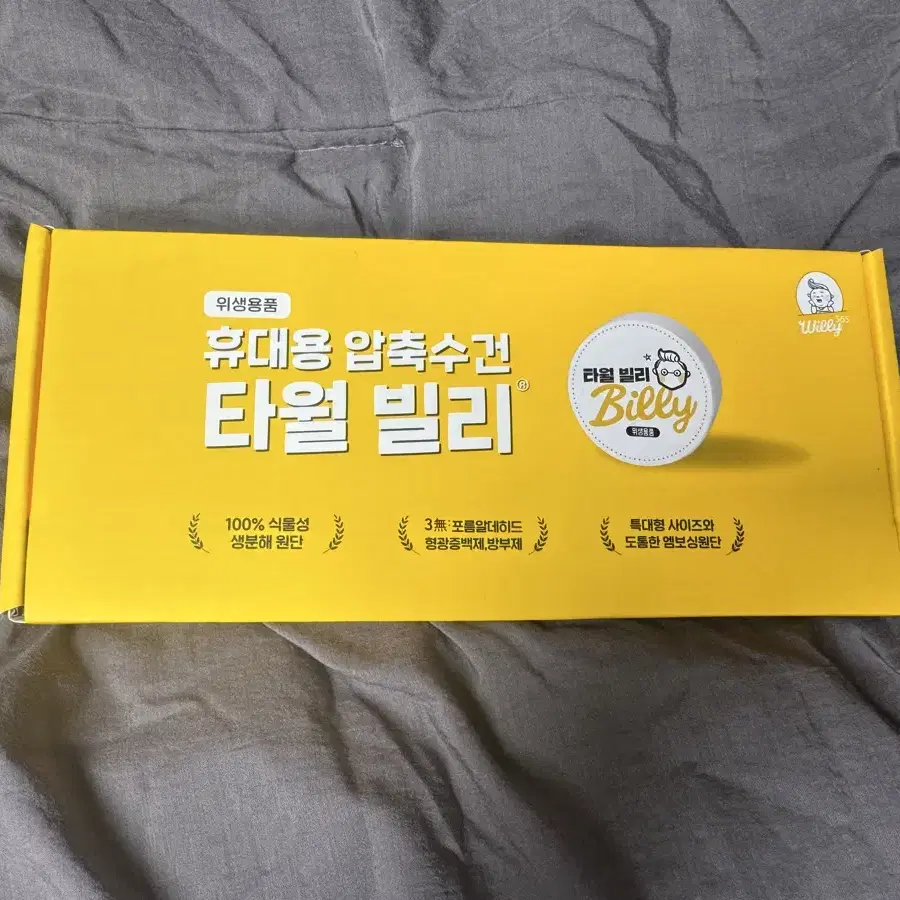 위생용품
휴대용 압축수건
타월 빌리®
타월 빌리
Billy
위생용품
Willy 365
100% 식물성
생분해 원단
3無:포름알데히드
형광증백제,방부제
특대형 사이즈와
도톰한 엠보싱원단